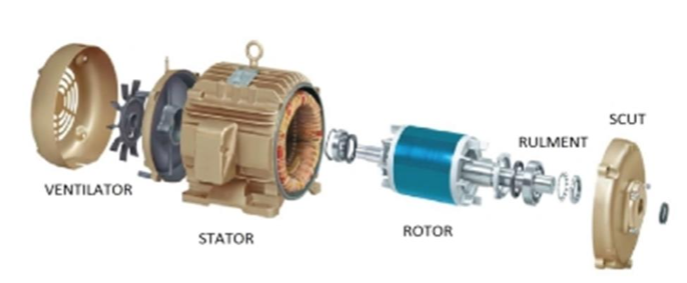 VENTILATOR
STATOR
ROTOR
RULMENT
SCUT